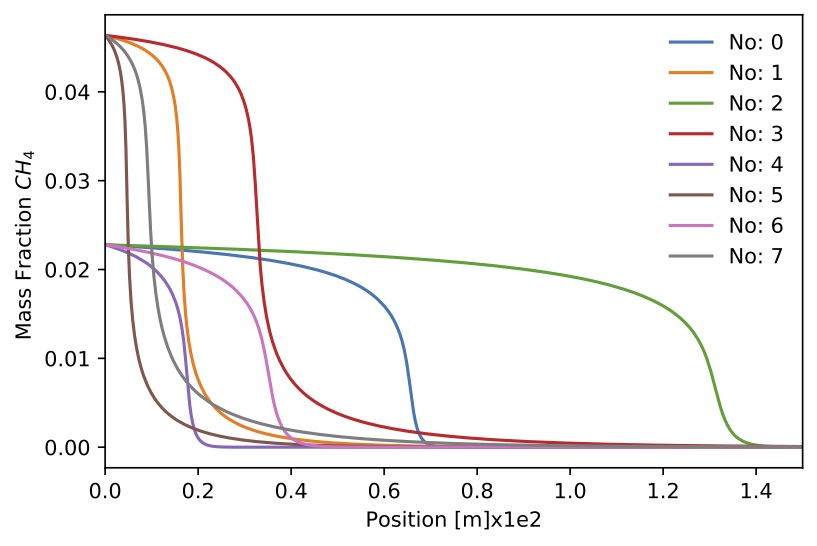 No: 0
No: 1
No: 2
No: 3
No: 4
No: 5
No: 6
No: 7
Mass Fraction CH4
0.04
0.03
0.02
0.01
0.00
0.0 0.2 0.4 0.6 0.8 1.0 1.2 1.4
Position [m]x1e2